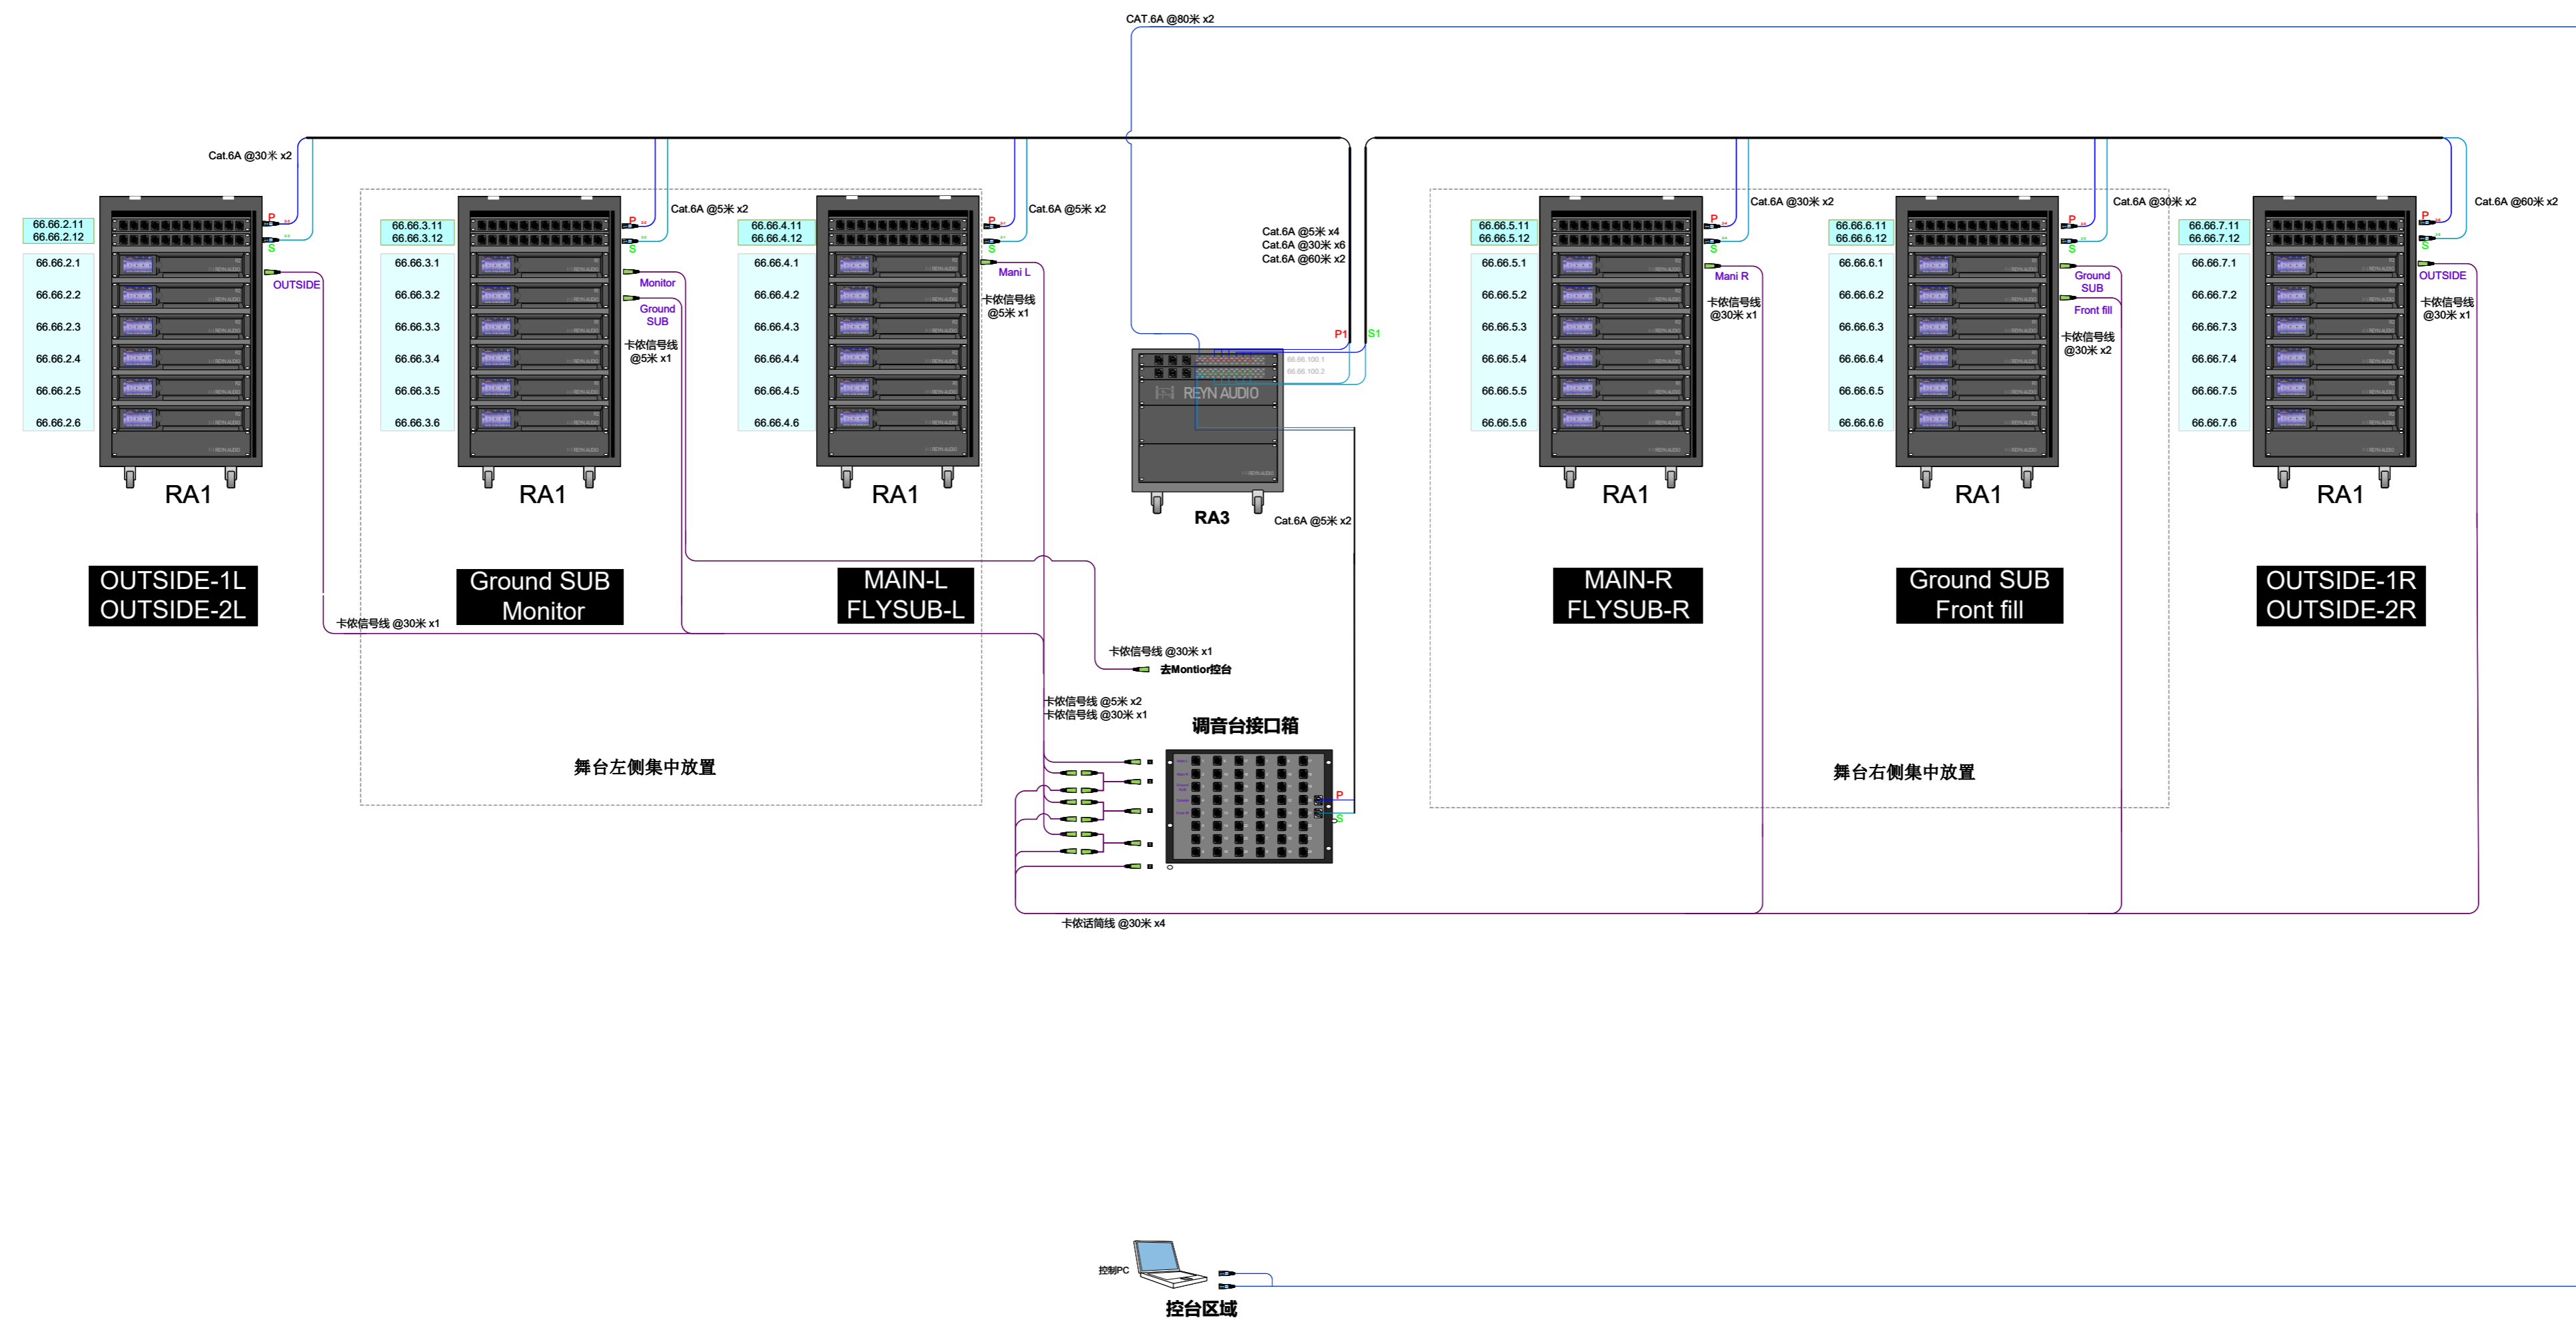 CAT.6A @80米 x2
Cat.6A @30米 x2
66.66.2.11
66.66.2.12
66.66.2.1
66.66.2.2
66.66.2.3
66.66.2.4
66.66.2.5
66.66.2.6
P
S
OUTSIDE
RA1
OUTSIDE-1L
OUTSIDE-2L
卡侬信号线 @30米 x1
Cat.6A @5米 x2
66.66.3.11
66.66.3.12
66.66.3.1
66.66.3.2
66.66.3.3
66.66.3.4
66.66.3.5
66.66.3.6
P
S
Monitor
Ground
SUB
卡侬信号线
@5米 x1
RA1
Ground SUB
Monitor
Cat.6A @5米 x2
66.66.4.11
66.66.4.12
66.66.4.1
66.66.4.2
66.66.4.3
66.66.4.4
66.66.4.5
66.66.4.6
P
S
Mani L
卡侬信号线
@5米 x1
RA1
MAIN-L
FLYSUB-L
舞台左侧集中放置
Cat.6A @5米 x4
Cat.6A @30米 x6
Cat.6A @60米 x2
P1
S1
66.66.100.1
66.66.100.2
REYN AUDIO
RA3
Cat.6A @5米 x2
卡侬信号线 @30米 x1
去Montior控台
卡侬信号线 @5米 x2
卡侬信号线 @30米 x1
调音台接口箱
P
S
卡侬话筒线 @30米 x4
Cat.6A @30米 x2
66.66.5.11
66.66.5.12
66.66.5.1
66.66.5.2
66.66.5.3
66.66.5.4
66.66.5.5
66.66.5.6
P
S
Mani R
卡侬信号线
@30米 x1
RA1
MAIN-R
FLYSUB-R
Cat.6A @30米 x2
66.66.6.11
66.66.6.12
66.66.6.1
66.66.6.2
66.66.6.3
66.66.6.4
66.66.6.5
66.66.6.6
P
S
Ground
SUB
Front fill
卡侬信号线
@30米 x2
RA1
Ground SUB
Front fill
舞台右侧集中放置
Cat.6A @60米 x2
66.66.7.11
66.66.7.12
66.66.7.1
66.66.7.2
66.66.7.3
66.66.7.4
66.66.7.5
66.66.7.6
P
S
OUTSIDE
卡侬信号线
@30米 x1
RA1
OUTSIDE-1R
OUTSIDE-2R
控制PC
控台区域